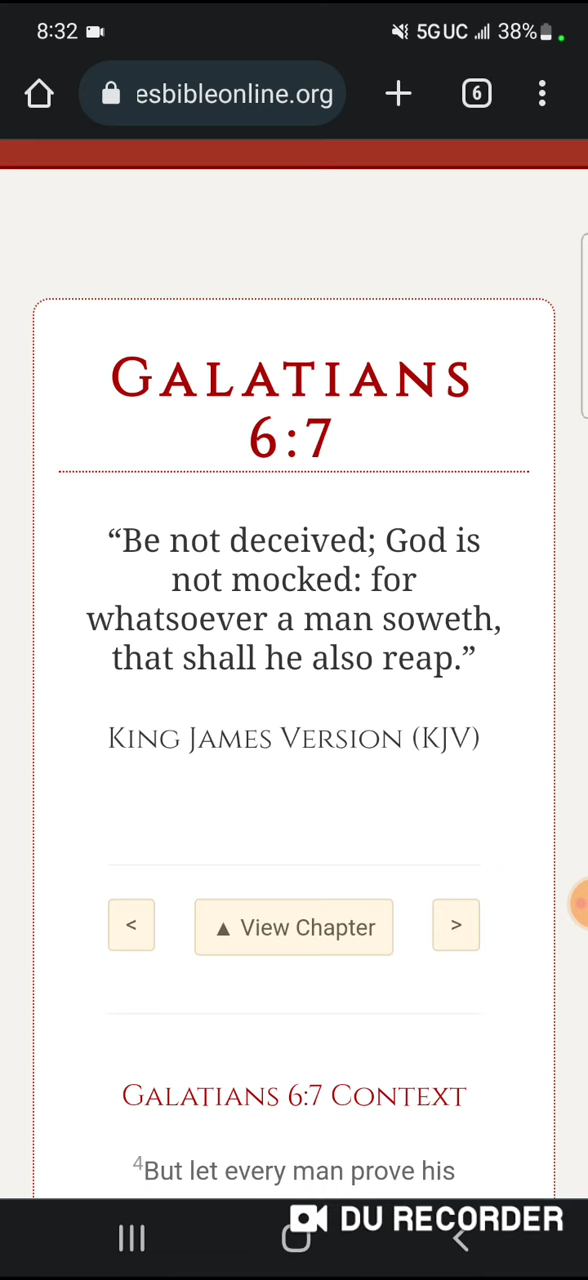 8:32 5GUC 38%
esbibleonline.org 6
GALATIANS
6:7
“Be not deceived; God is
not mocked: for
whatsoever a man soweth,
that shall he also reap.”
KING JAMES VERSION (KJV)
< ▲ View Chapter >
GALATIANS 6:7 CONTEXT
4But let every man prove his
DU RECORDER